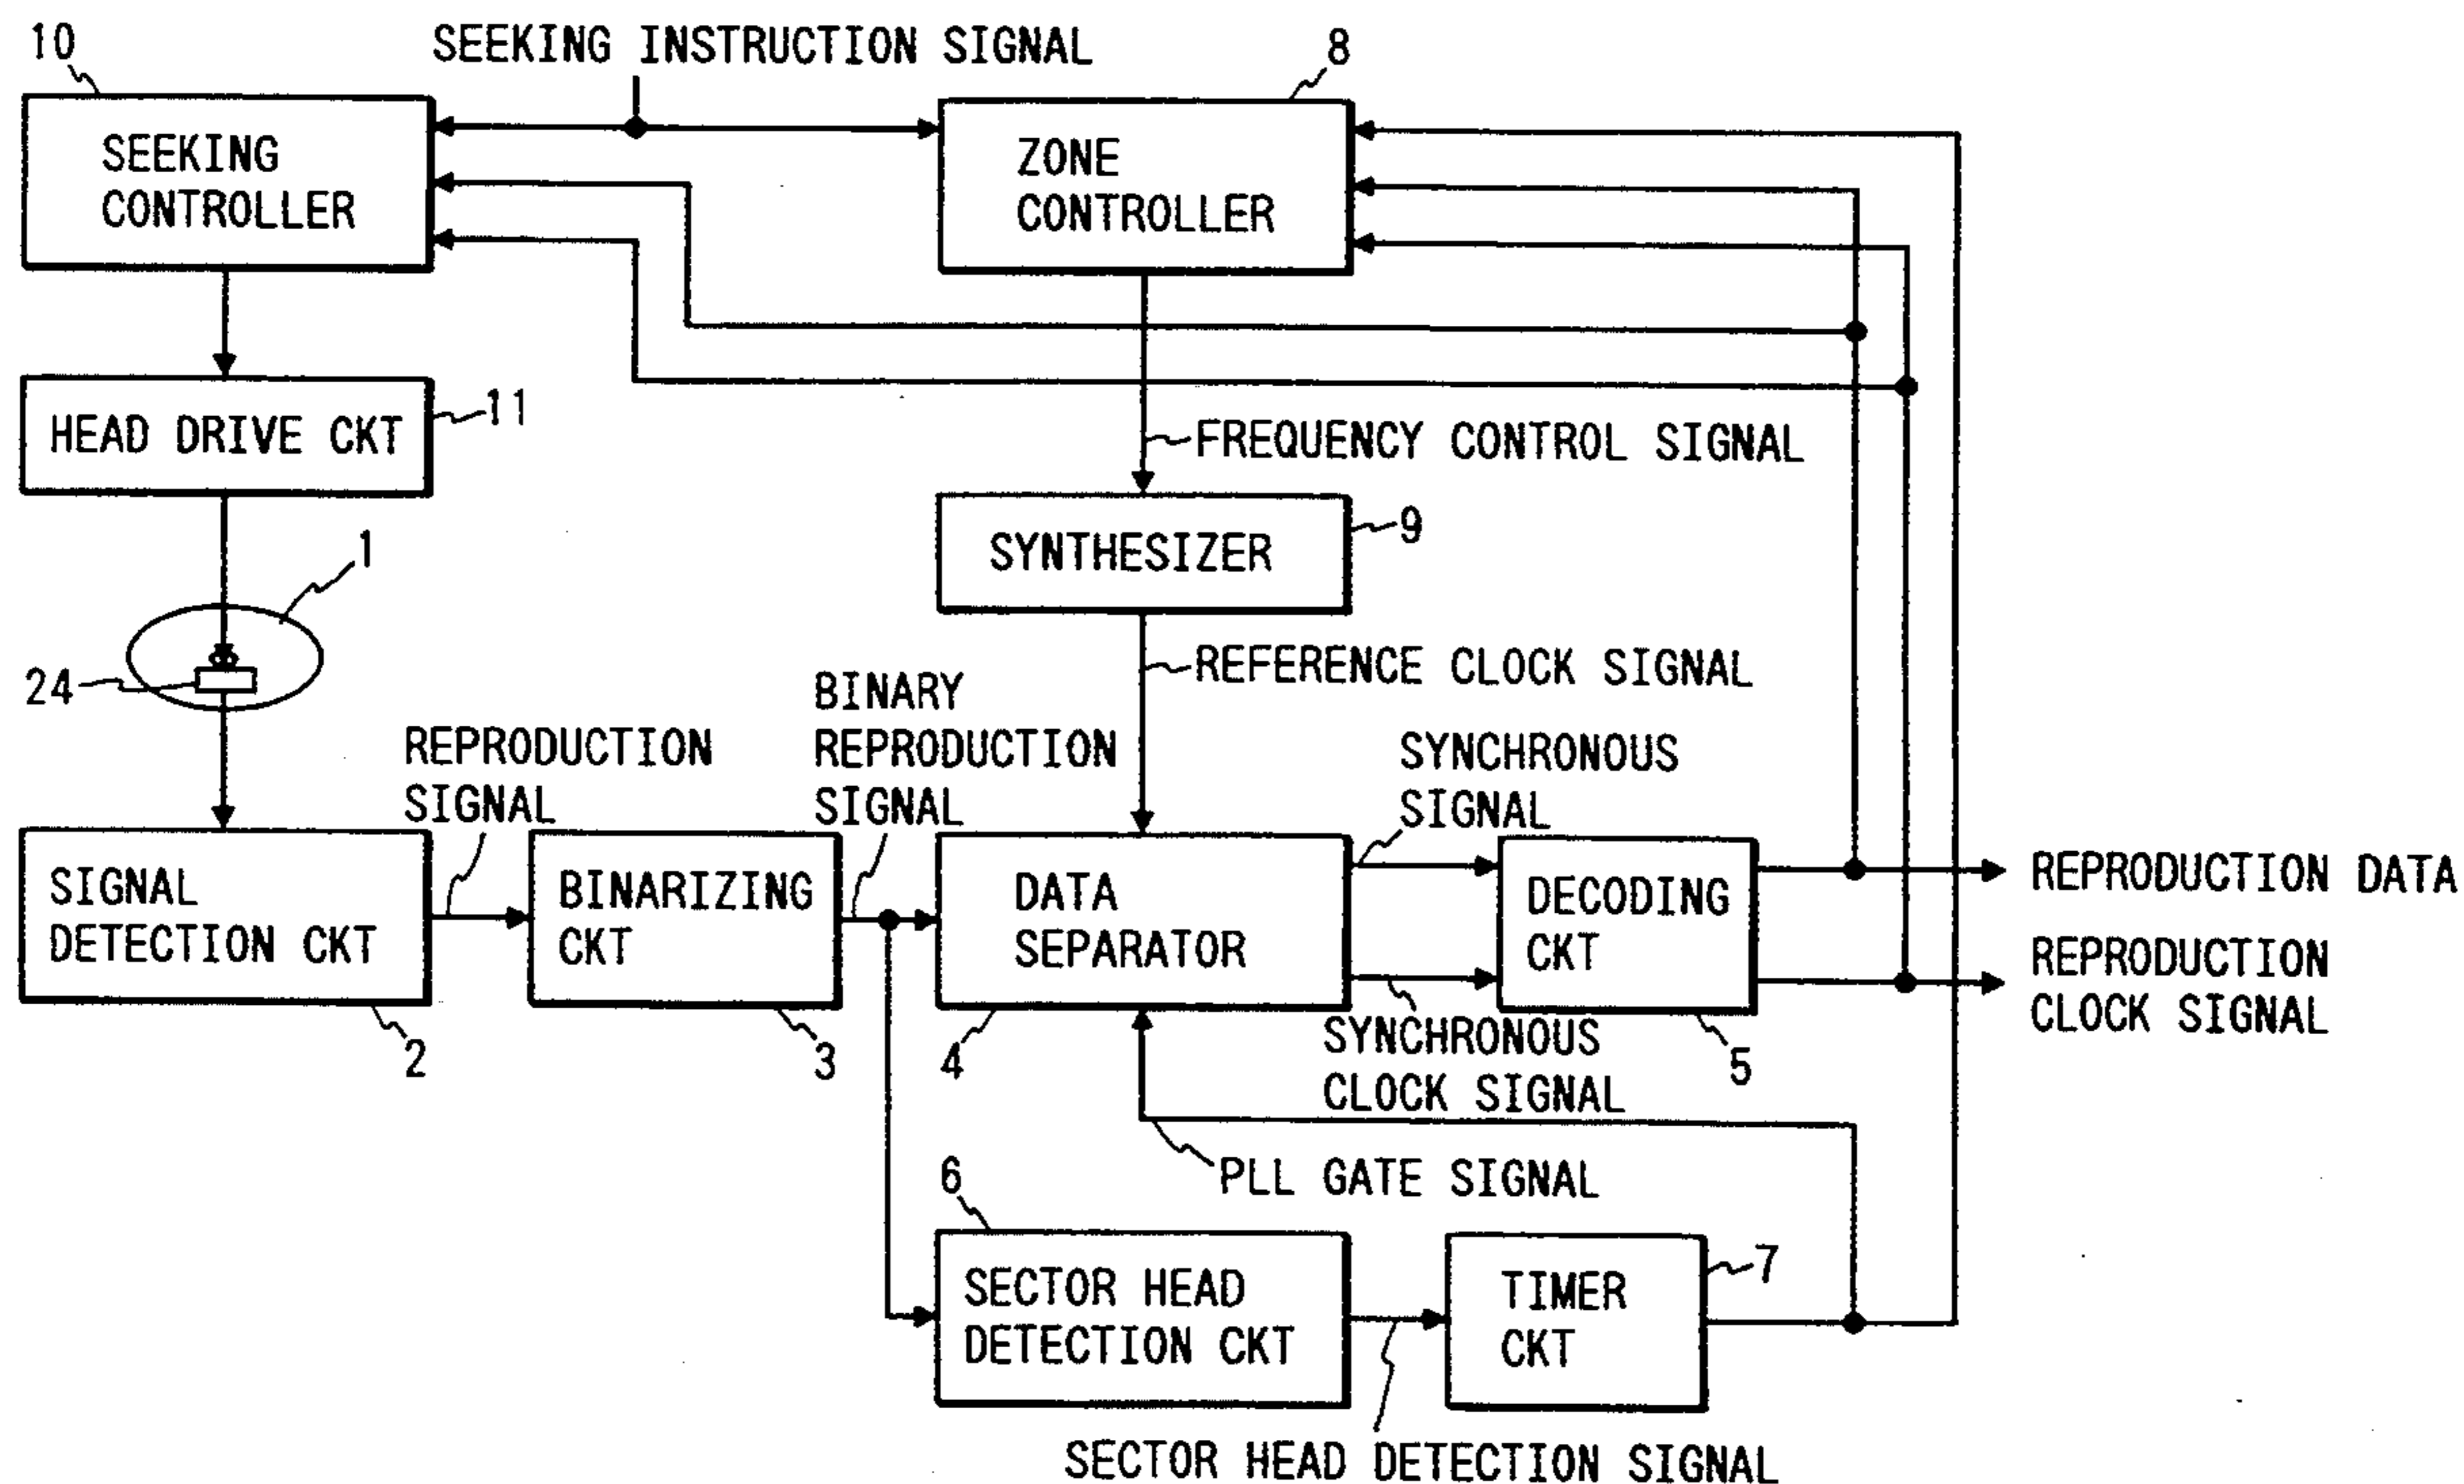 10
SEEKING INSTRUCTION SIGNAL
8
SEEKING
CONTROLLER
ZONE
CONTROLLER
HEAD DRIVE CKT
11
FREQUENCY CONTROL SIGNAL
SYNTHESIZER
9
1
24
REFERENCE CLOCK SIGNAL
REPRODUCTION
SIGNAL
BINARY
REPRODUCTION
SIGNAL
SYNCHRONOUS
SIGNAL
SIGNAL
DETECTION CKT
BINARIZING
CKT
DATA
SEPARATOR
DECODING
CKT
REPRODUCTION DATA
REPRODUCTION
CLOCK SIGNAL
2
3
4
SYNCHRONOUS
CLOCK SIGNAL
5
PLL GATE SIGNAL
6
SECTOR HEAD
DETECTION CKT
TIMER
CKT
7
SECTOR HEAD DETECTION SIGNAL